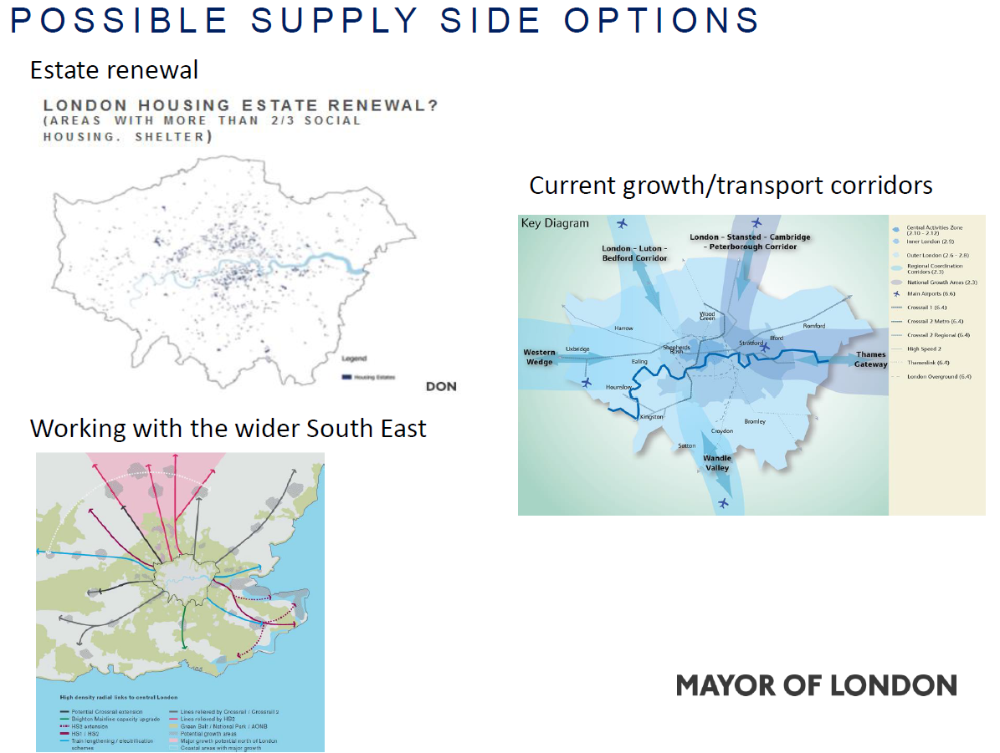 POSSIBLE SUPPLY SIDE OPTIONS
Estate renewal
LONDON HOUSING ESTATE RENEWAL?
(AREAS WITH MORE THAN 2/3 SOCIAL
HOUSING. SHELTER)
Legend
Housing Estates
DON
Working with the wider South East
High density radial links to central London
Potential Crossrail extension
Brighton Mainline capacity upgrade
HS1 / HS2
Train lengthening / electrification
schemes
Lines relieved by Crossrail / Crossrail 2
Lines relieved by HS2
Green Belt / National Park / AONB
Potential growth areas
Major growth potential north of London
Coastal areas with major growth
Current growth/transport corridors
Key Diagram
London - Luton -
Bedford Corridor
London - Stansted - Cambridge
- Peterborough Corridor
Wood
Green
Harrow
Romford
Ilford
Stratford
Shepherds
Bush
Uxbridge
Western
Wedge
Ealing
Thames
Gateway
Hounslow
Kingston
Bromley
Croydon
Sutton
Wandle
Valley
Central Activities Zone
(2.10 - 2.12)
Inner London (2.9)
Outer London (2.6 - 2.8)
Regional Coordination
Corridors (2.3)
National Growth Areas (2.3)
Main Airports (6.6)
Crossrail 1 (6.4)
Crossrail 2 Metro (6.4)
Crossrail 2 Regional (6.4)
High Speed 2
Thameslink (6.4)
London Overground (6.4)
MAYOR OF LONDON